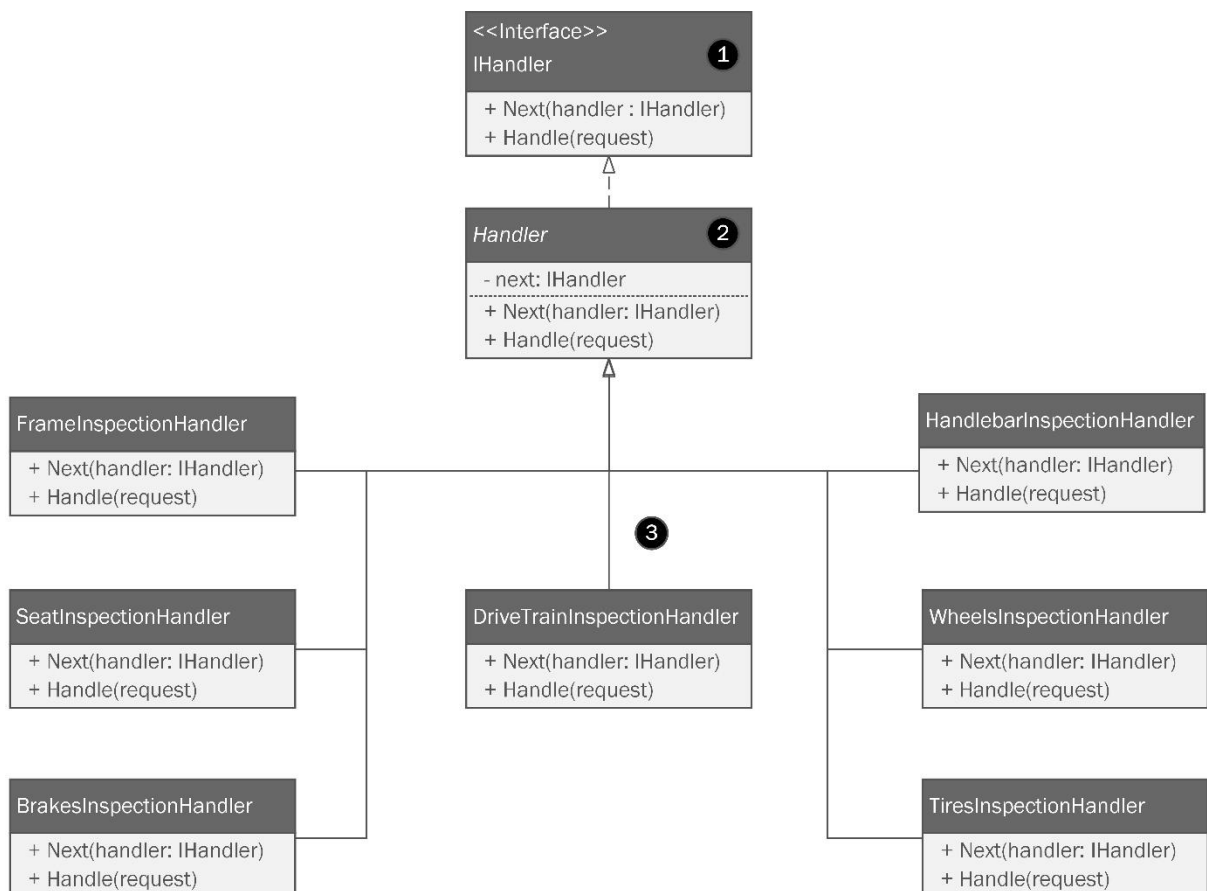 <<Interface>>
IHandler
1
+ Next(handler : IHandler)
+ Handle(request)
Handler
2
- next: IHandler
+ Next(handler: IHandler)
+ Handle(request)
FrameInspectionHandler
+ Next(handler: IHandler)
+ Handle(request)
HandlebarInspectionHandler
+ Next(handler: IHandler)
+ Handle(request)
3
SeatInspectionHandler
+ Next(handler: IHandler)
+ Handle(request)
DriveTrainInspectionHandler
+ Next(handler: IHandler)
+ Handle(request)
WheelsInspectionHandler
+ Next(handler: IHandler)
+ Handle(request)
BrakesInspectionHandler
+ Next(handler: IHandler)
+ Handle(request)
TiresInspectionHandler
+ Next(handler: IHandler)
+ Handle(request)